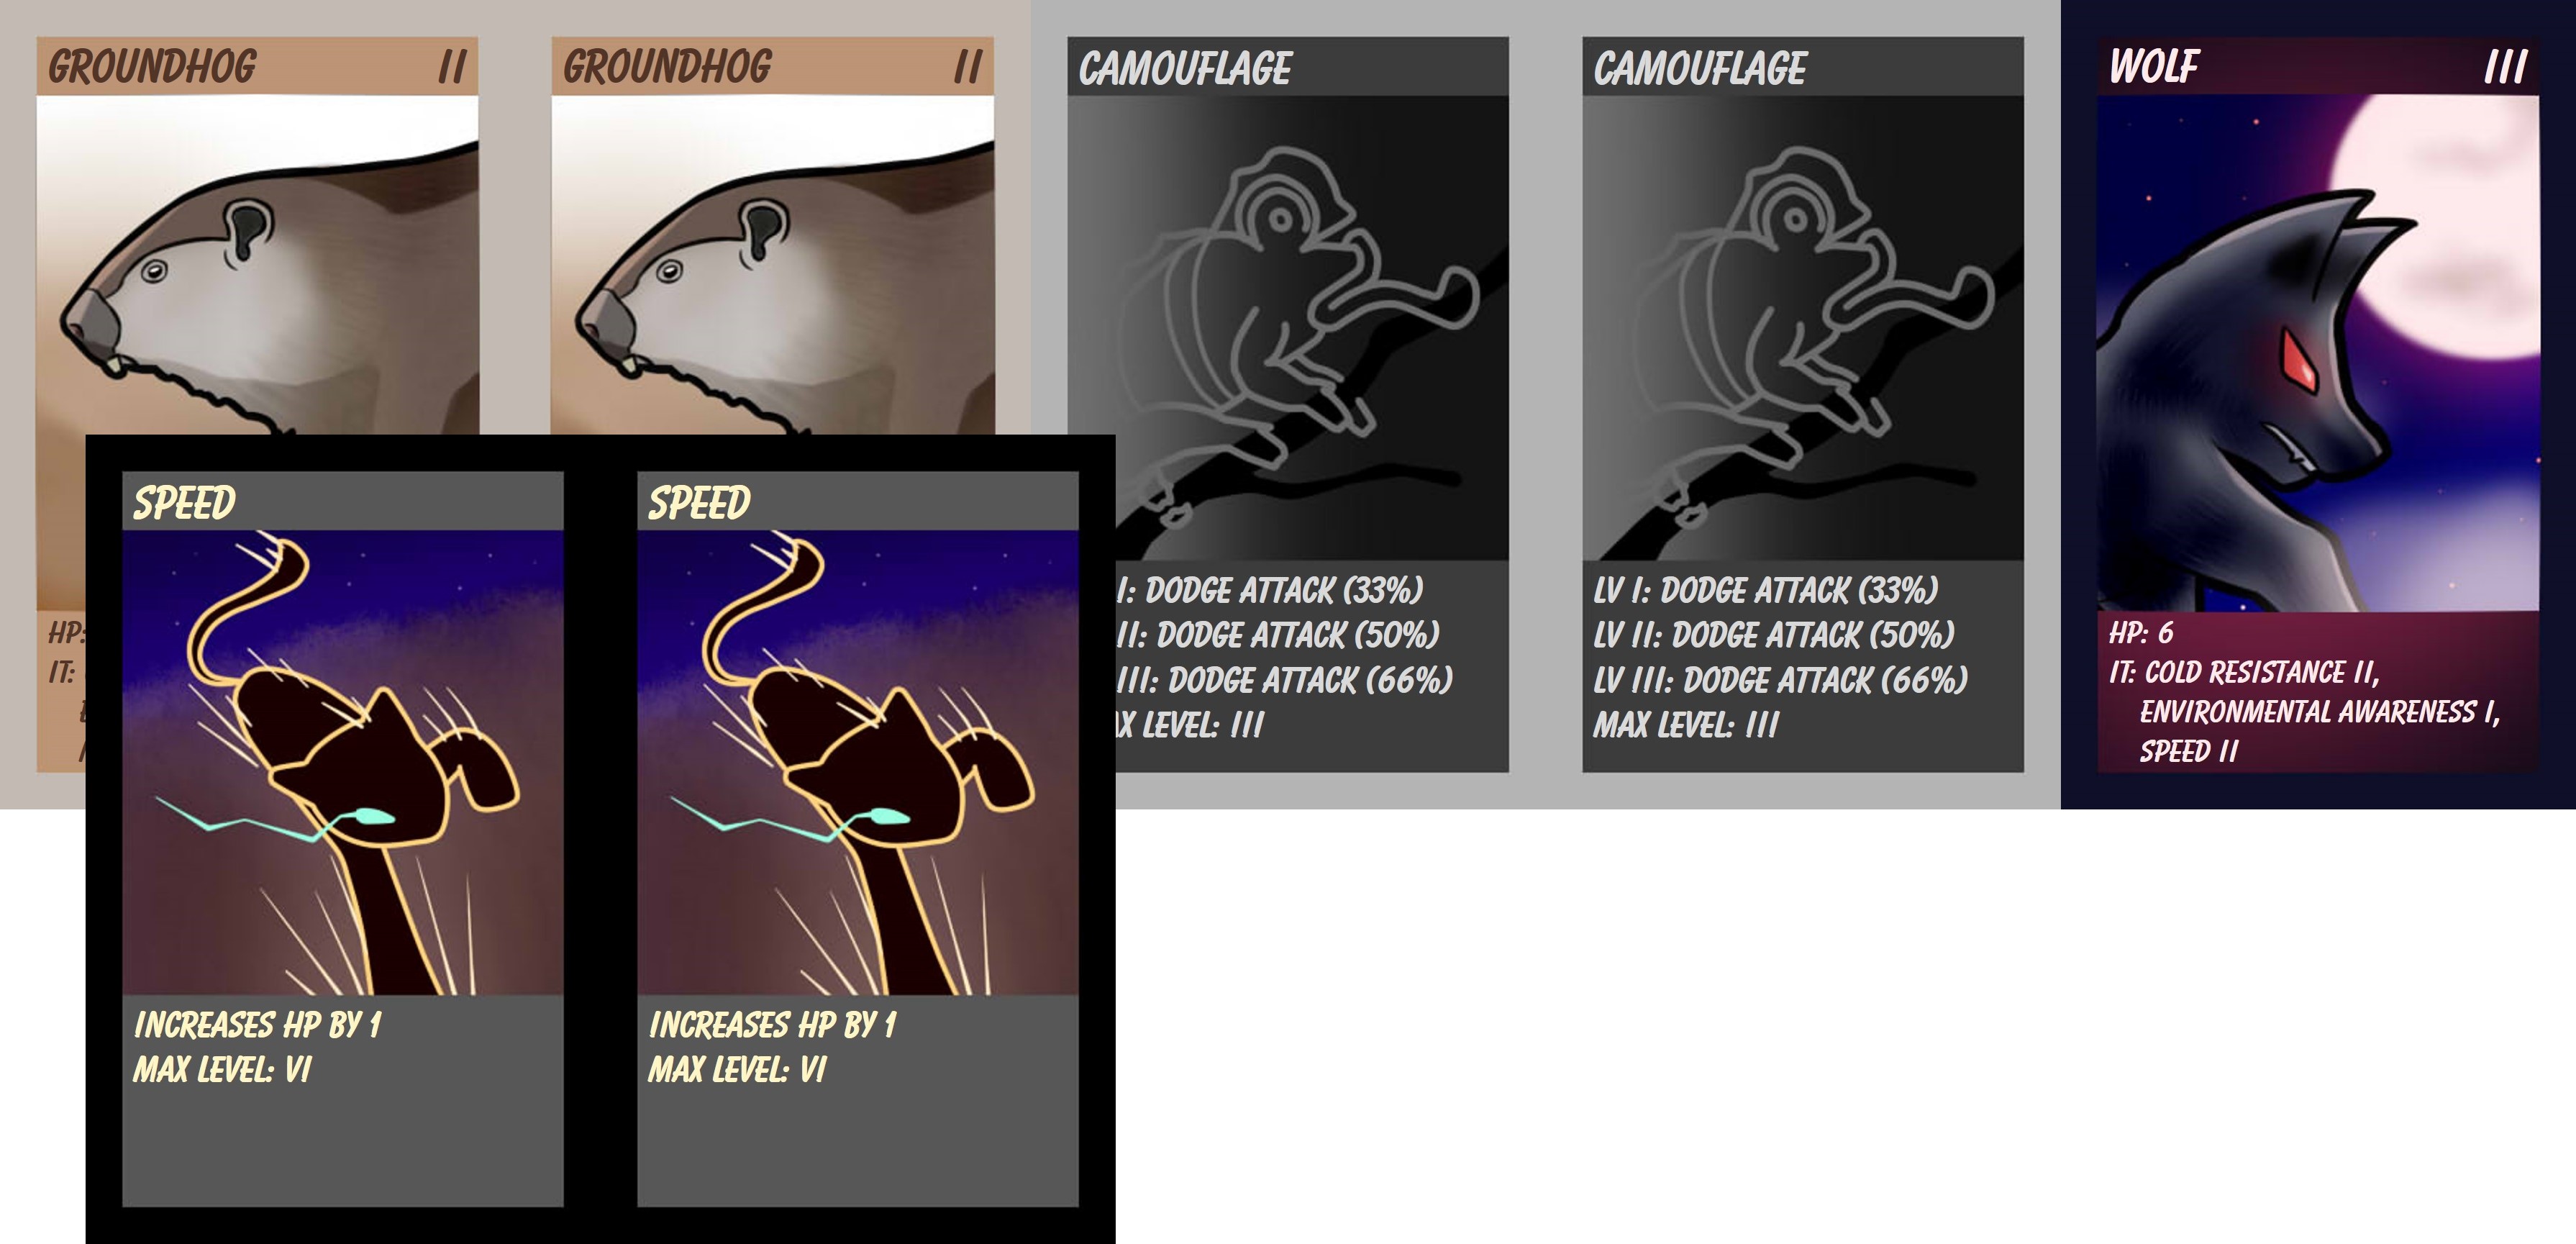 GROUNDHOG II
HP:
IT:
GROUNDHOG II
CAMOUFLAGE
I: DODGE ATTACK (33%)
II: DODGE ATTACK (50%)
III: DODGE ATTACK (66%)
LEVEL: III
CAMOUFLAGE
LV I: DODGE ATTACK (33%)
LV II: DODGE ATTACK (50%)
LV III: DODGE ATTACK (66%)
MAX LEVEL: III
WOLF III
HP: 6
IT: COLD RESISTANCE II,
ENVIRONMENTAL AWARENESS I,
SPEED II
SPEED
INCREASES HP BY 1
MAX LEVEL: VI
SPEED
INCREASES HP BY 1
MAX LEVEL: VI